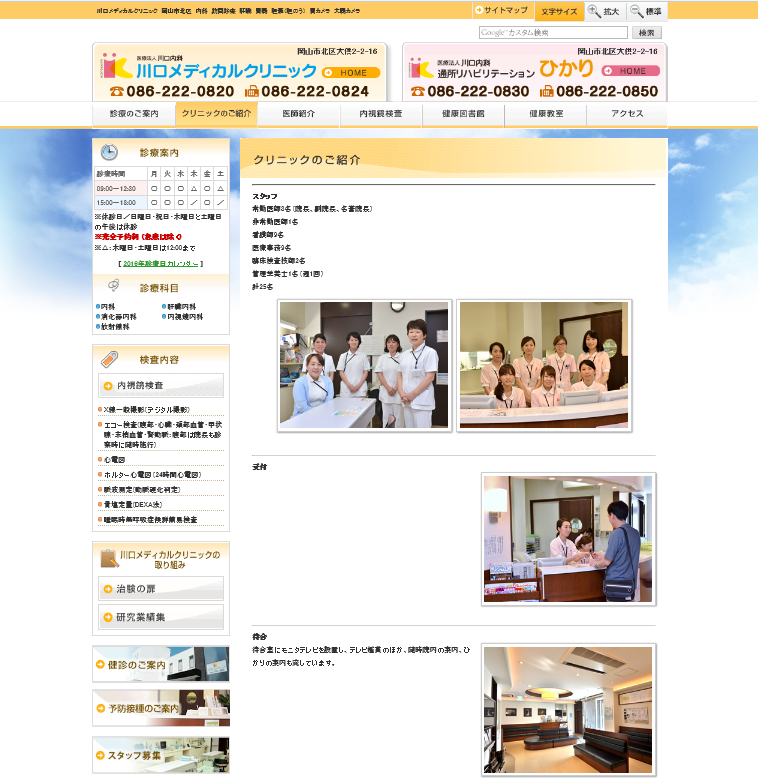 川口メディカルクリニック 岡山市北区 内科 訪問診療 肝臓 胃腸 胆嚢(胆のう) 胃カメラ 大腸カメラ
サイトマップ
文字サイズ
拡大
標準
Google カスタム検索
検索
岡山市北区大供2-2-16
医療法人 川口内科
川口メディカルクリニック
HOME
086-222-0820
086-222-0824
岡山市北区大供2-2-16
医療法人 川口内科
通所リハビリテーション ひかり
HOME
086-222-0830
086-222-0850
診療のご案内
クリニックのご紹介
医師紹介
内視鏡検査
健康図書館
健康教室
アクセス
診療案内
診療時間 月 火 水 木 金 土
09:00~12:30 ○ ○ ○ △ ○ △
15:00~18:00 ○ ○ ○ ／ ○ ／
※休診日／日曜日・祝日・木曜日と土曜日
の午後は休診
※完全予約制 (急患は除く)
※△:木曜日・土曜日は12:00まで
【 2016年診療日カレンダー 】
診療科目
内科
肝臓内科
消化器内科
内視鏡内科
放射線科
検査内容
内視鏡検査
X線一般撮影(デジタル撮影)
エコー検査(腹部・心臓・頸部血管・甲状
腺・末梢血管・腎動脈:腹部は院長も診
察時に随時施行)
心電図
ホルター心電図 (24時間心電図)
脈波測定(動脈硬化判定)
骨塩定量(DEXA法)
睡眠時無呼吸症候群簡易検査
川口メディカルクリニックの
取り組み
治験の扉
研究業績集
健診のご案内
予防接種のご案内
スタッフ募集
クリニックのご紹介
スタッフ
常勤医師3名(院長、副院長、名誉院長)
非常勤医師1名
看護師9名
医療事務9名
臨床検査技師2名
管理栄養士1名(週1回)
計25名
受付
待合
待合室にモニタテレビを設置し、テレビ鑑賞のほか、随時院内の案内、ひ
かりの案内も流しています。